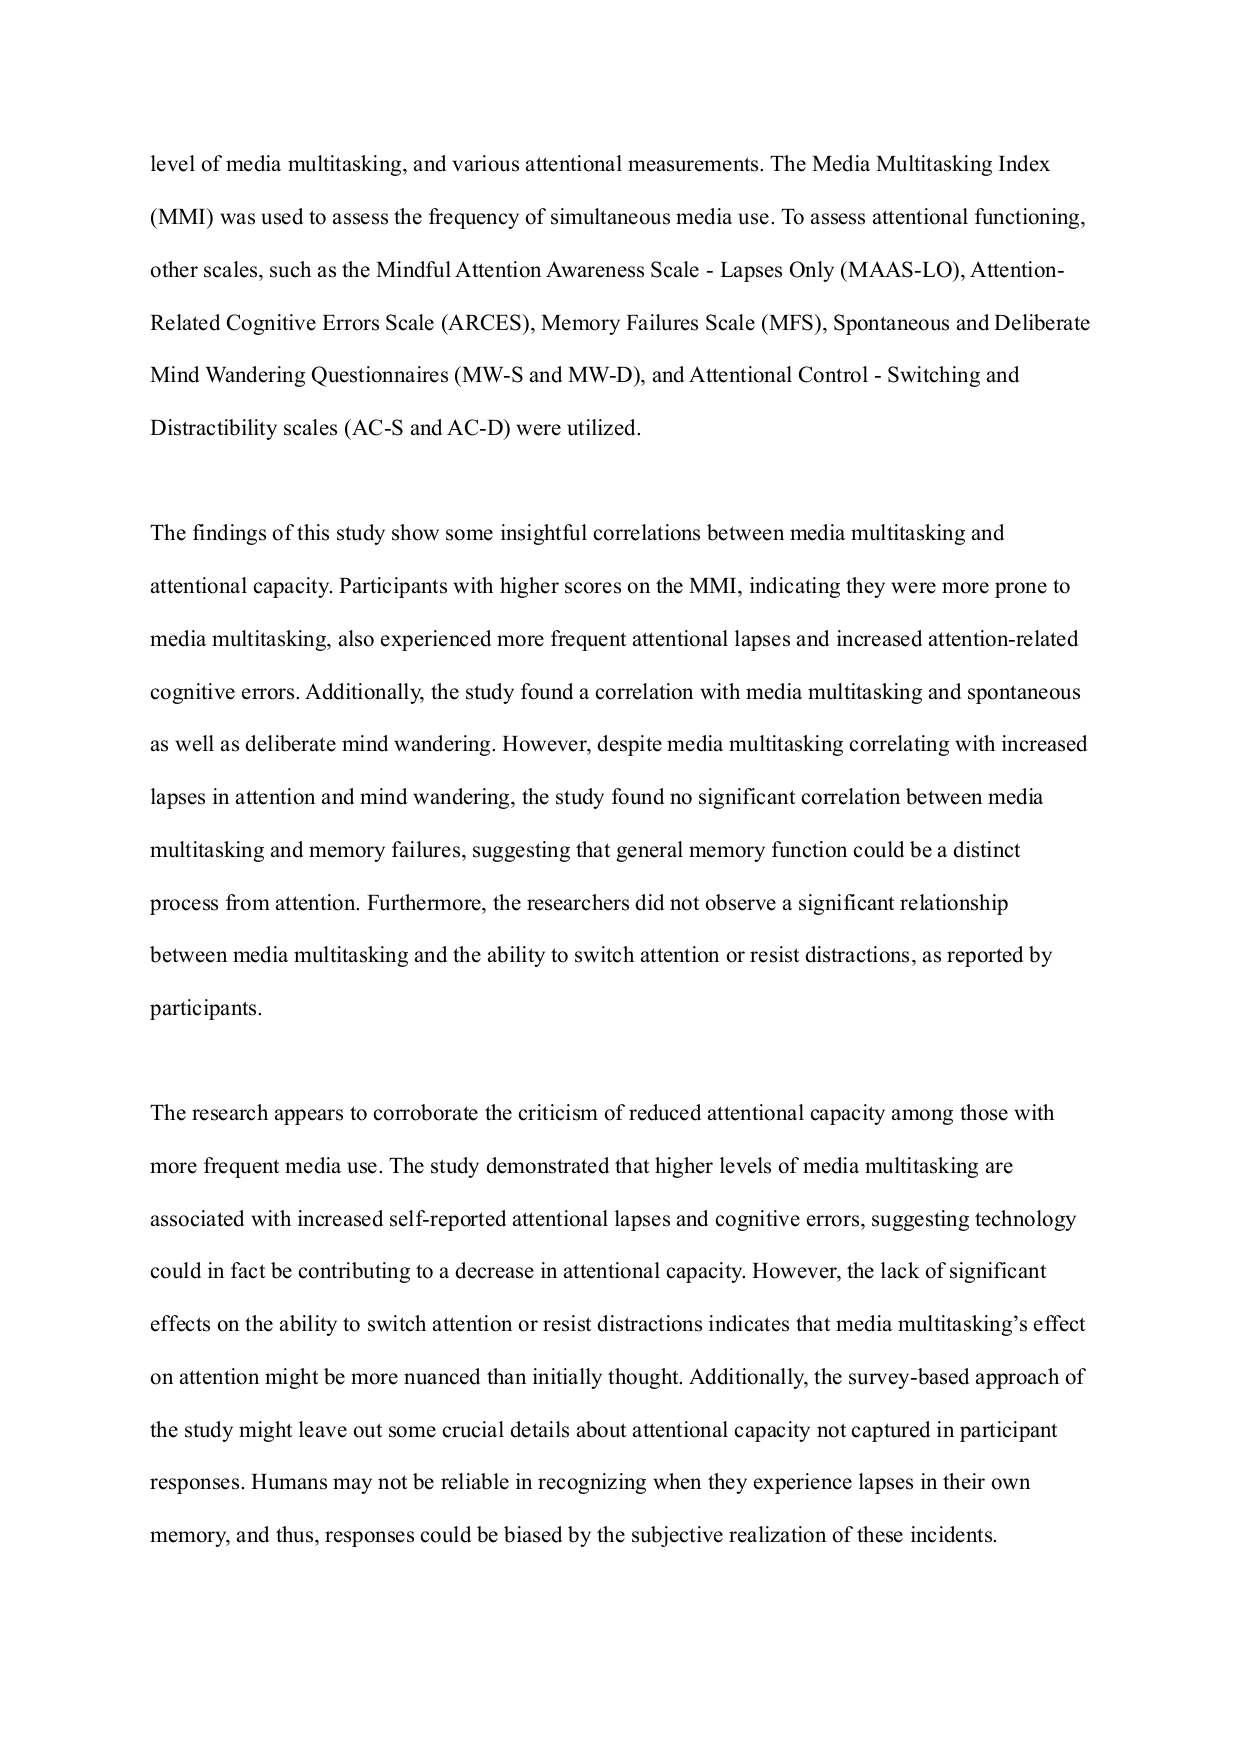 level of media multitasking, and various attentional measurements. The Media Multitasking Index
(MMI) was used to assess the frequency of simultaneous media use. To assess attentional functioning,
other scales, such as the Mindful Attention Awareness Scale - Lapses Only (MAAS-LO), Attention-
Related Cognitive Errors Scale (ARCES), Memory Failures Scale (MFS), Spontaneous and Deliberate
Mind Wandering Questionnaires (MW-S and MW-D), and Attentional Control - Switching and
Distractibility scales (AC-S and AC-D) were utilized.
The findings of this study show some insightful correlations between media multitasking and
attentional capacity. Participants with higher scores on the MMI, indicating they were more prone to
media multitasking, also experienced more frequent attentional lapses and increased attention-related
cognitive errors. Additionally, the study found a correlation with media multitasking and spontaneous
as well as deliberate mind wandering. However, despite media multitasking correlating with increased
lapses in attention and mind wandering, the study found no significant correlation between media
multitasking and memory failures, suggesting that general memory function could be a distinct
process from attention. Furthermore, the researchers did not observe a significant relationship
between media multitasking and the ability to switch attention or resist distractions, as reported by
participants.
The research appears to corroborate the criticism of reduced attentional capacity among those with
more frequent media use. The study demonstrated that higher levels of media multitasking are
associated with increased self-reported attentional lapses and cognitive errors, suggesting technology
could in fact be contributing to a decrease in attentional capacity. However, the lack of significant
effects on the ability to switch attention or resist distractions indicates that media multitasking’s effect
on attention might be more nuanced than initially thought. Additionally, the survey-based approach of
the study might leave out some crucial details about attentional capacity not captured in participant
responses. Humans may not be reliable in recognizing when they experience lapses in their own
memory, and thus, responses could be biased by the subjective realization of these incidents.